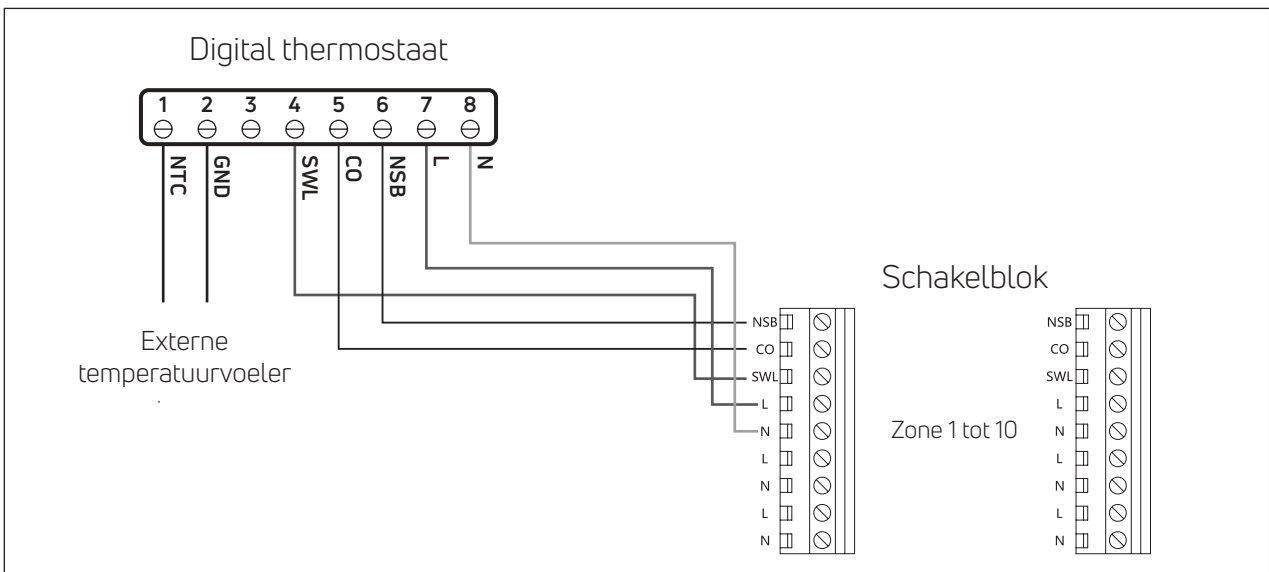 Digital thermostaat
1 2 3 4 5 6 7 8
NTC GND SWL CO NSB L N
Schakelblok
Externe
temperatuurvoeler
Zone 1 tot 10
NSB
CO
SWL
L
N
L
N
L
N
NSB
CO
SWL
L
N
L
N
L
N